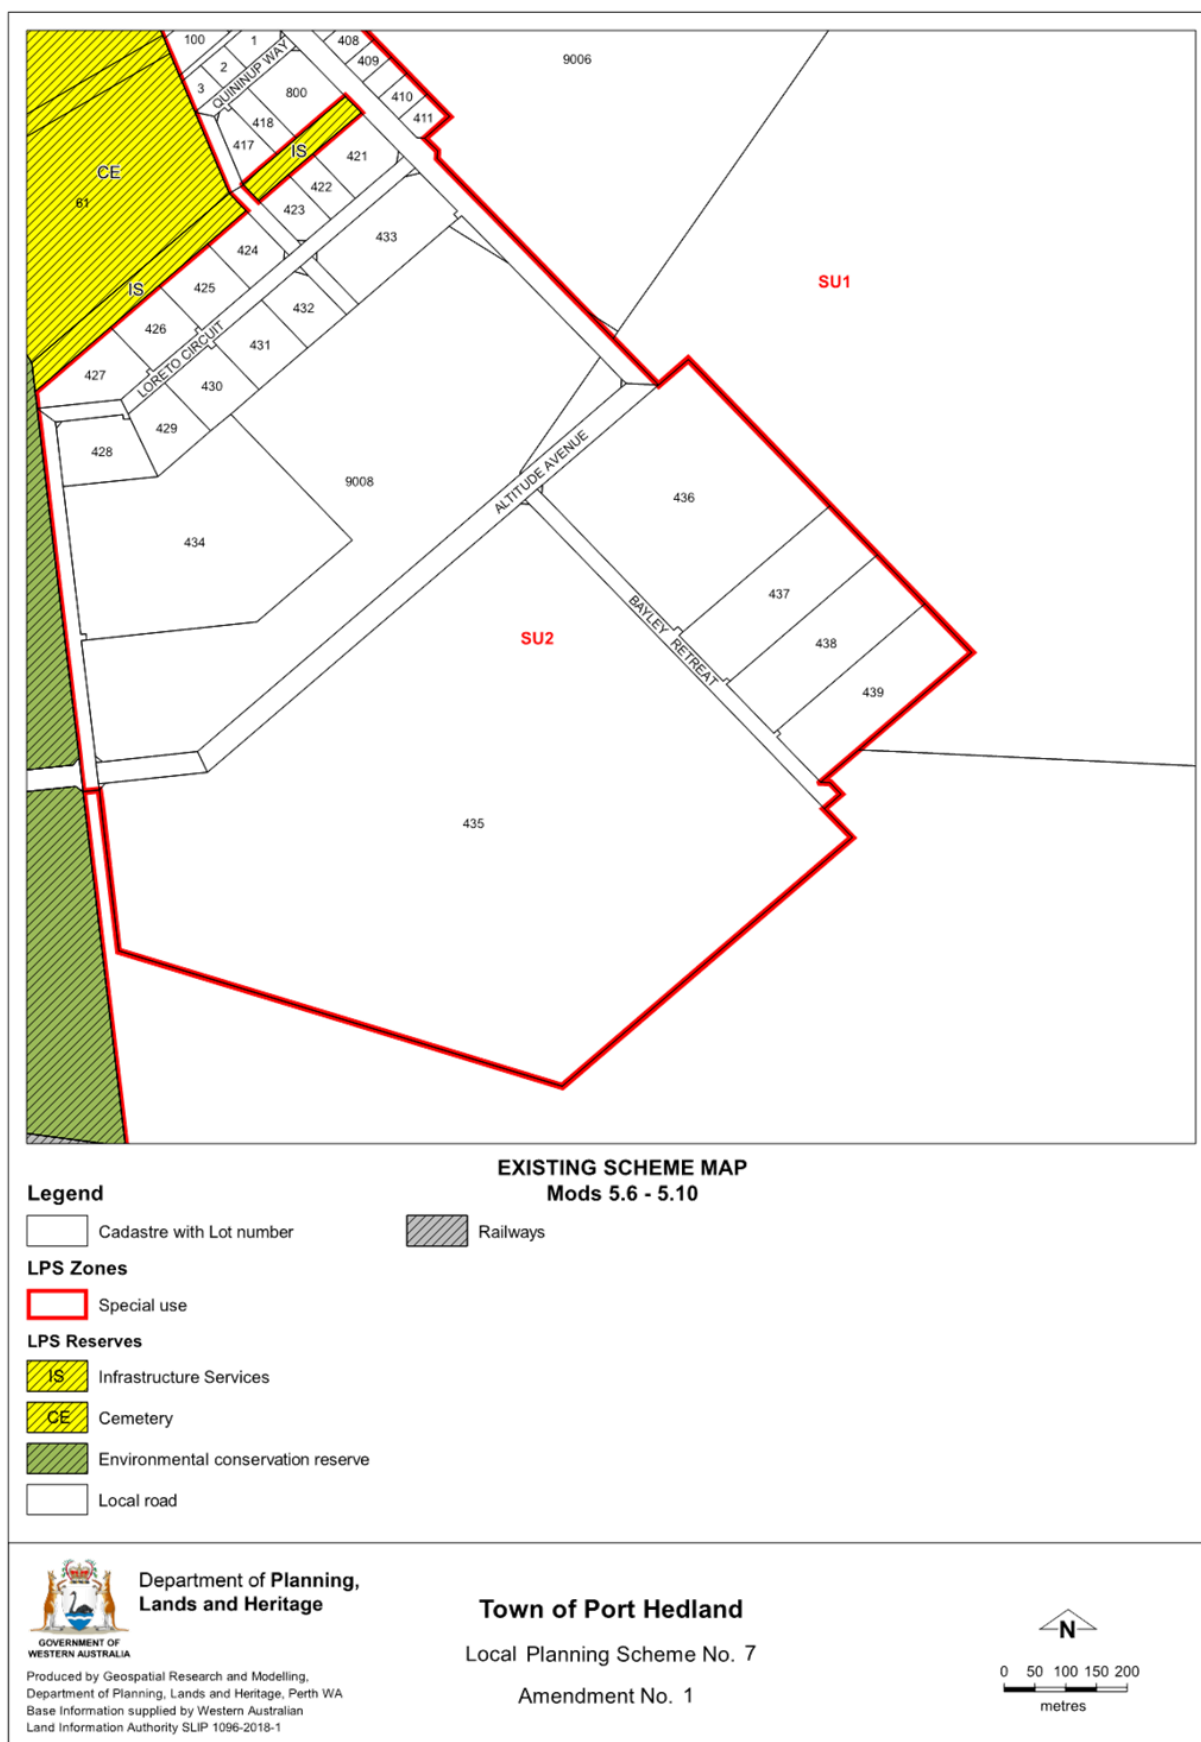 100
1
408
9006
409
2
3
QUININUP WAY
800
410
411
418
417
IS
421
CE
422
61
423
433
424
SU1
IS
425
432
426
431
LORETO CIRCUIT
427
430
429
428
ALTITUDE AVENUE
9008
436
434
437
BAYLEY RETREAT
SU2
438
439
435
EXISTING SCHEME MAP
Mods 5.6 - 5.10
Legend
Cadastre with Lot number
Railways
LPS Zones
Special use
LPS Reserves
IS Infrastructure Services
CE Cemetery
Environmental conservation reserve
Local road
Department of Planning,
Lands and Heritage
GOVERNMENT OF
WESTERN AUSTRALIA
Produced by Geospatial Research and Modelling,
Department of Planning, Lands and Heritage, Perth WA
Base Information supplied by Western Australian
Land Information Authority SLIP 1096-2018-1
Town of Port Hedland
Local Planning Scheme No. 7
Amendment No. 1
N
0 50 100 150 200
metres